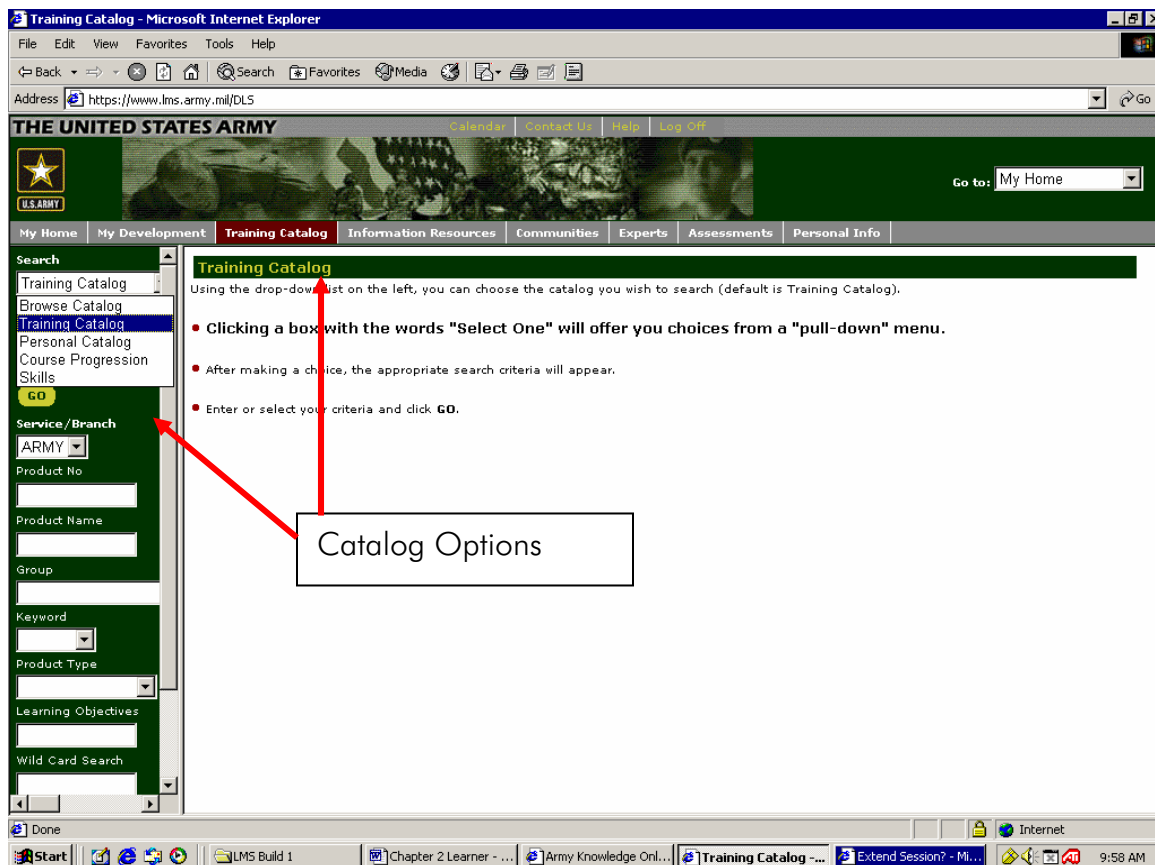 Training Catalog - Microsoft Internet Explorer
File Edit View Favorites Tools Help
Back Search Favorites Media
Address https://www.lms.army.mil/DLS Go
THE UNITED STATES ARMY
Calendar Contact Us Help Log Off
U.S.ARMY
Go to: My Home
My Home My Development Training Catalog Information Resources Communities Experts Assessments Personal Info
Search
Training Catalog
Browse Catalog
Training Catalog
Personal Catalog
Course Progression
Skills
GO
Service/Branch
ARMY
Product No
Product Name
Group
Keyword
Product Type
Learning Objectives
Wild Card Search
Training Catalog
Using the drop-down list on the left, you can choose the catalog you wish to search (default is Training Catalog).
• Clicking a box with the words "Select One" will offer you choices from a "pull-down" menu.
• After making a choice, the appropriate search criteria will appear.
• Enter or select your criteria and click GO.
Catalog Options
Done Internet
Start LMS Build 1 Chapter 2 Learner - ... Army Knowledge Onl... Training Catalog -... Extend Session? - Mi... 9:58 AM